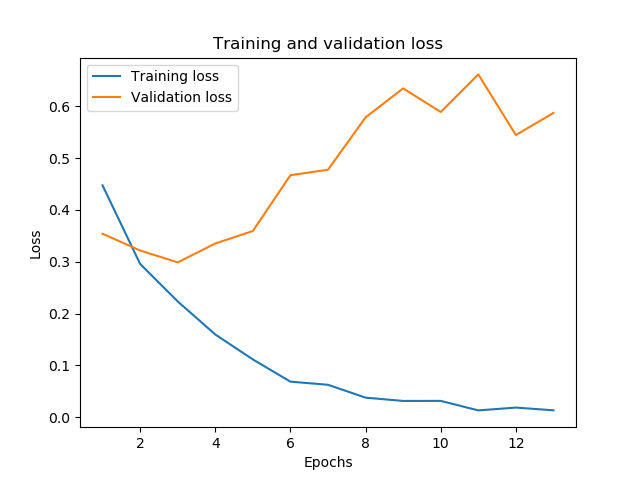 Training and validation loss
Training loss
Validation loss
0.6
0.5
0.4
0.3
0.2
0.1
0.0
Loss
2 4 6 8 10 12
Epochs